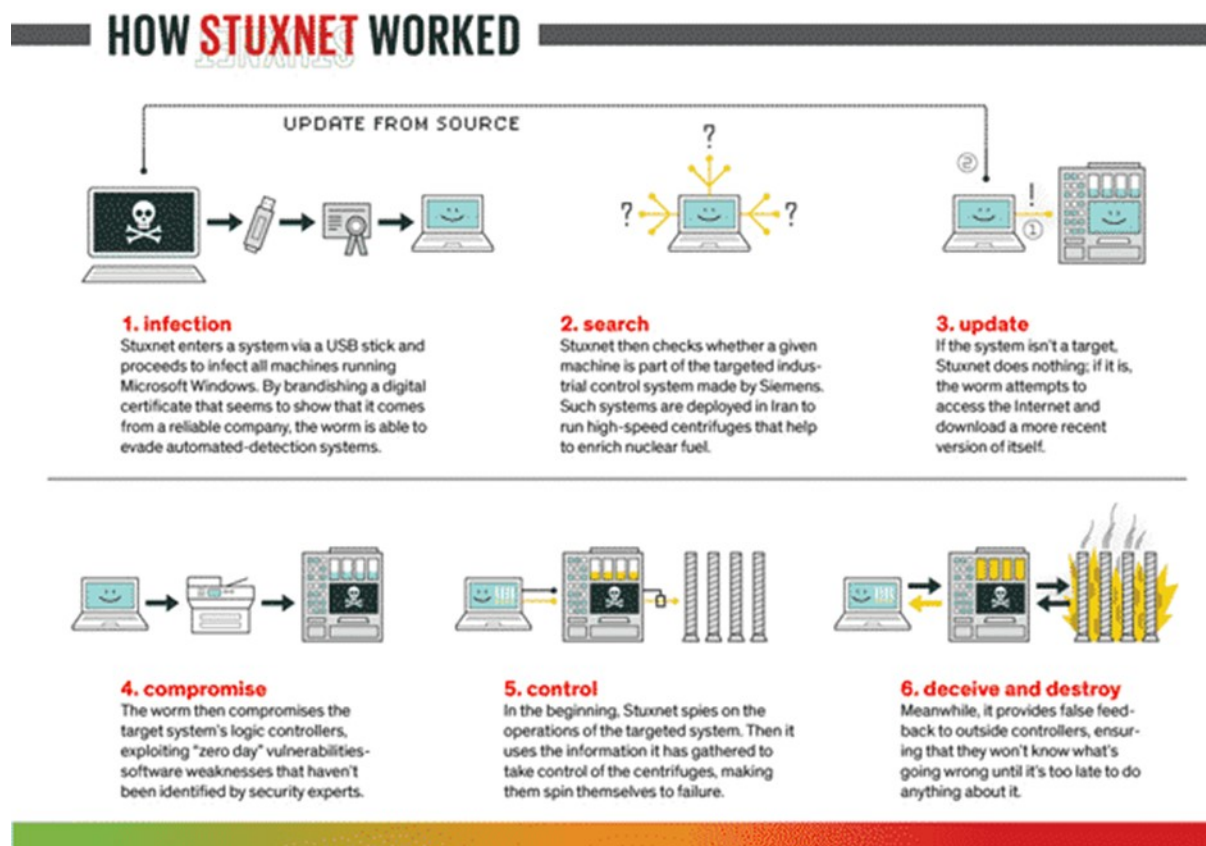 HOW STUXNET WORKED
UPDATE FROM SOURCE
?
?
?
2
!
1
1. infection
Stuxnet enters a system via a USB stick and
proceeds to infect all machines running
Microsoft Windows. By brandishing a digital
certificate that seems to show that it comes
from a reliable company, the worm is able to
evade automated-detection systems.
2. search
Stuxnet then checks whether a given
machine is part of the targeted indus-
trial control system made by Siemens.
Such systems are deployed in Iran to
run high-speed centrifuges that help
to enrich nuclear fuel.
3. update
If the system isn't a target,
Stuxnet does nothing; if it is,
the worm attempts to
access the Internet and
download a more recent
version of itself.
4. compromise
The worm then compromises the
target system's logic controllers,
exploiting "zero day" vulnerabilities-
software weaknesses that haven't
been identified by security experts.
5. control
In the beginning, Stuxnet spies on the
operations of the targeted system. Then it
uses the information it has gathered to
take control of the centrifuges, making
them spin themselves to failure.
6. deceive and destroy
Meanwhile, it provides false feed-
back to outside controllers, ensur-
ing that they won't know what's
going wrong until it's too late to do
anything about it.